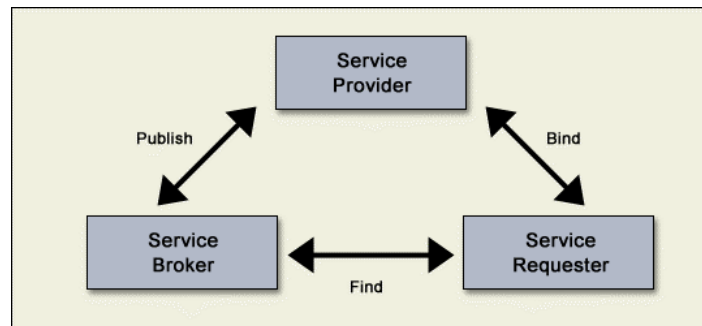 Service
Provider
Publish
Bind
Service
Broker
Service
Requester
Find